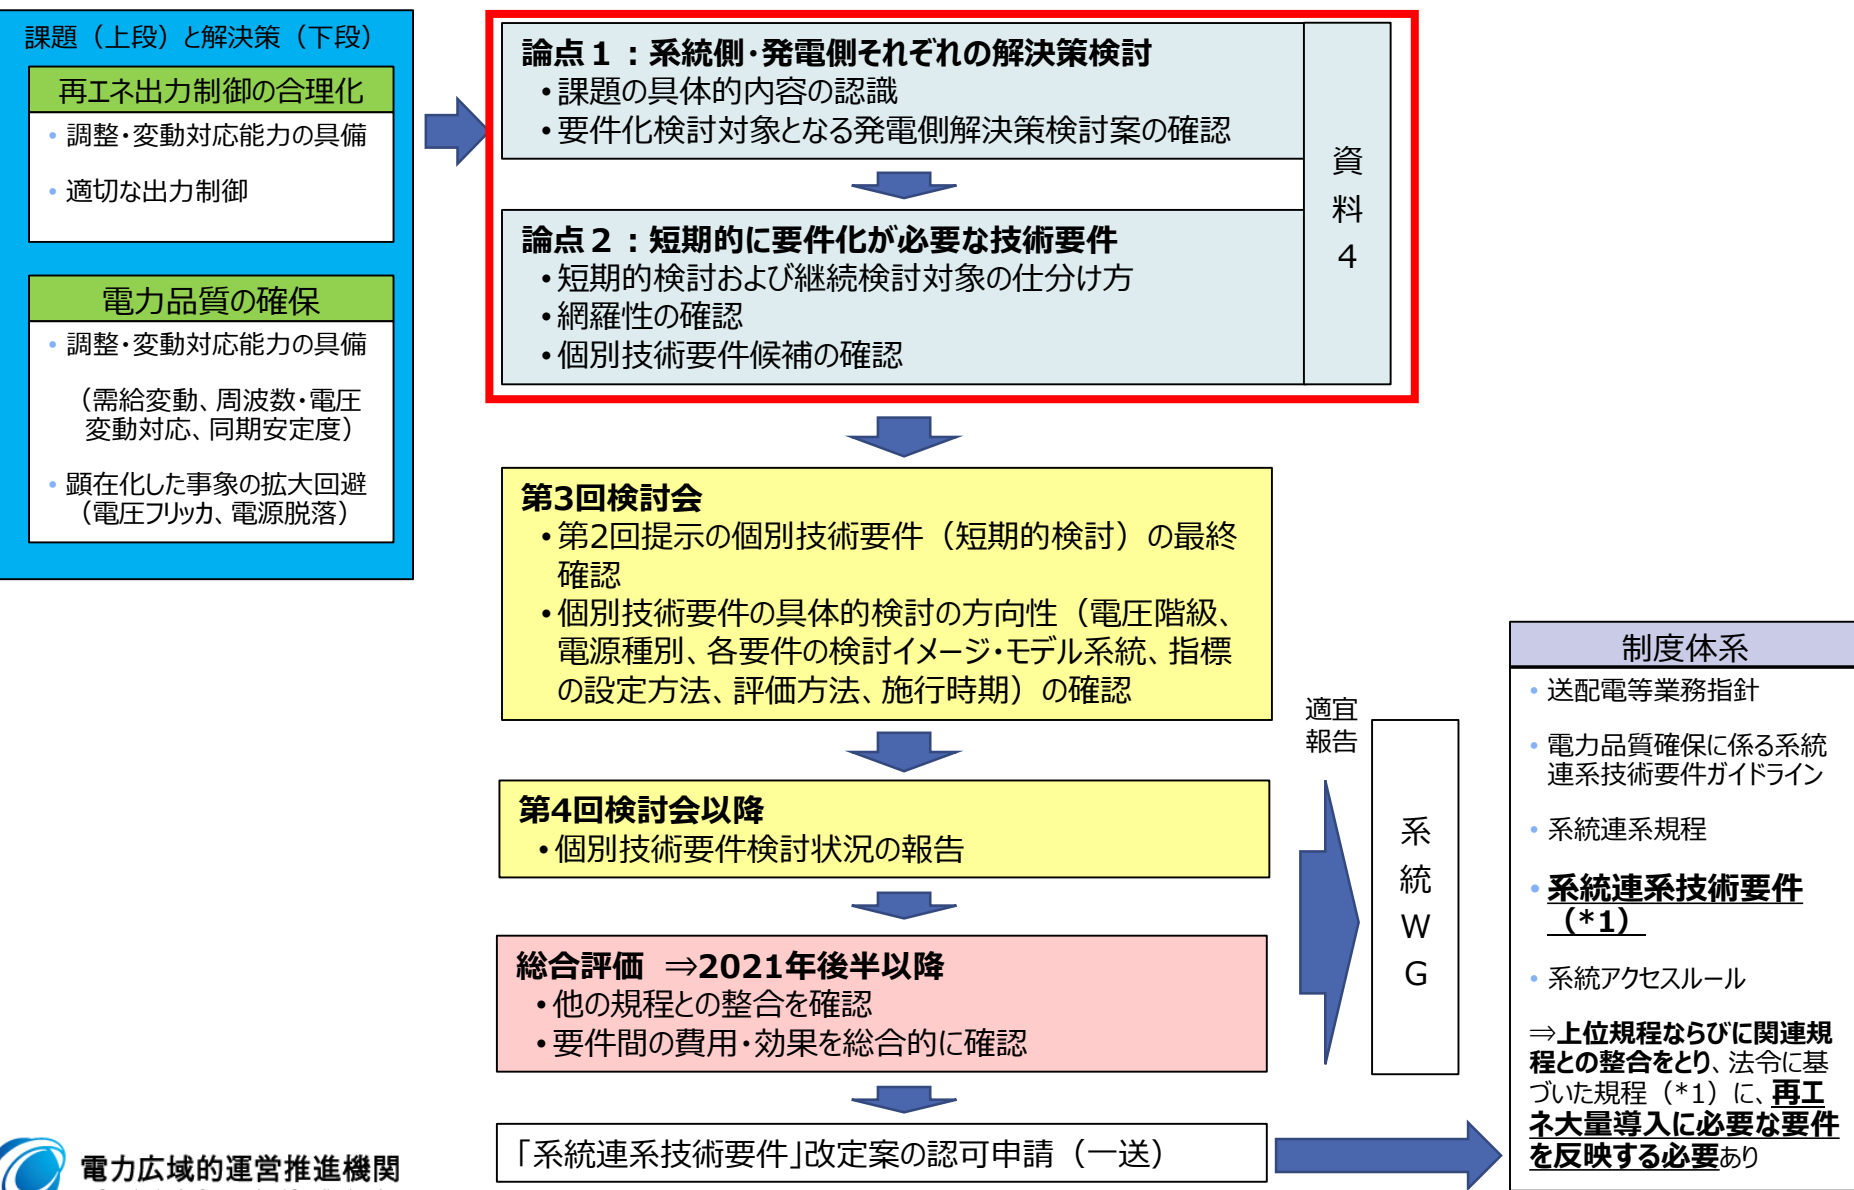 課題（上段）と解決策（下段）
再エネ出力制御の合理化
• 調整・変動対応能力の具備
• 適切な出力制御
電力品質の確保
• 調整・変動対応能力の具備
（需給変動、周波数・電圧
変動対応、同期安定度）
• 顕在化した事象の拡大回避
（電圧フリッカ、電源脱落）
論点１：系統側・発電側それぞれの解決策検討
• 課題の具体的内容の認識
• 要件化検討対象となる発電側解決策検討案の確認
論点２：短期的に要件化が必要な技術要件
• 短期的検討および継続検討対象の仕分け方
• 網羅性の確認
• 個別技術要件候補の確認
資料４
第3回検討会
• 第2回提示の個別技術要件（短期的検討）の最終
確認
• 個別技術要件の具体的検討の方向性（電圧階級、
電源種別、各要件の検討イメージ・モデル系統、指標
の設定方法、評価方法、施行時期）の確認
第4回検討会以降
• 個別技術要件検討状況の報告
総合評価 ⇒2021年後半以降
• 他の規程との整合を確認
• 要件間の費用・効果を総合的に確認
「系統連系技術要件」改定案の認可申請（一送）
適宜
報告
系統ＷＧ
制度体系
• 送配電等業務指針
• 電力品質確保に係る系統
連系技術要件ガイドライン
• 系統連系規程
• 系統連系技術要件
（*1）
• 系統アクセスルール
⇒上位規程ならびに関連規
程との整合をとり、法令に基
づいた規程（*1）に、再エ
ネ大量導入に必要な要件
を反映する必要あり
電力広域的運営推進機関